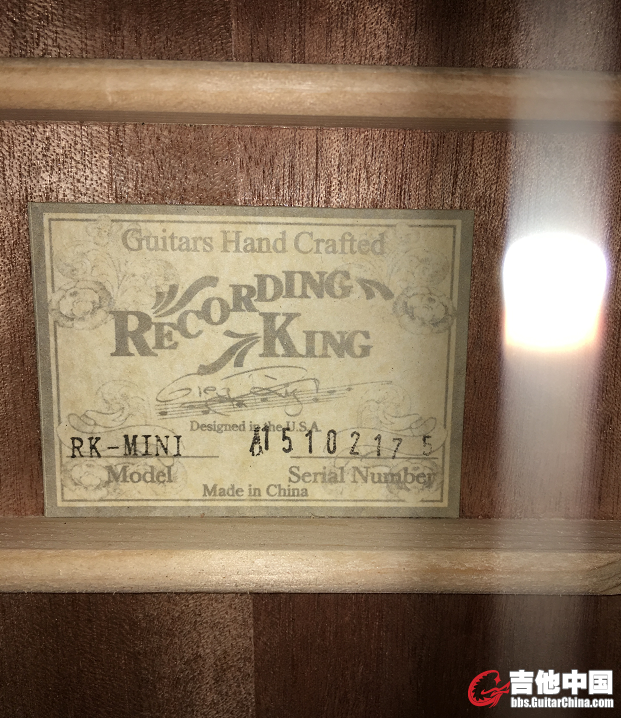 Guitars Hand Crafted
RECORDING
KING
Designed in the U.S.A
RK-MINI
Model Serial Number
Made in China
吉他中国
bbs.GuitarChina.com